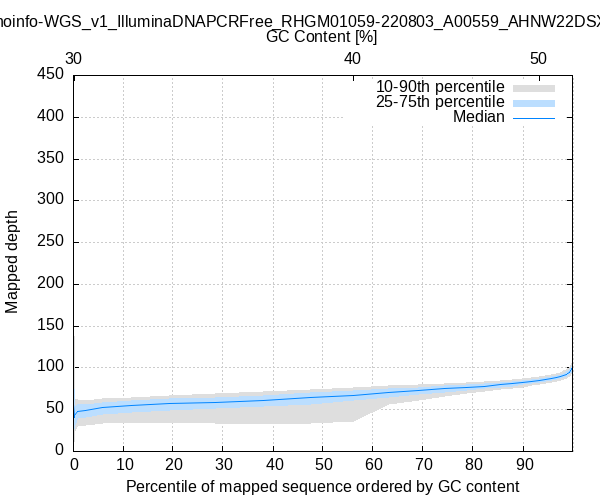 noinfo-WGS_v1_IlluminaDNAPCRFree_RHGM01059-220803_A00559_AHNW22DSX
GC Content [%]
30 40 50
450
400
350
300
250
200
150
100
50
0
Mapped depth
10-90th percentile
25-75th percentile
Median
0 10 20 30 40 50 60 70 80 90
Percentile of mapped sequence ordered by GC content